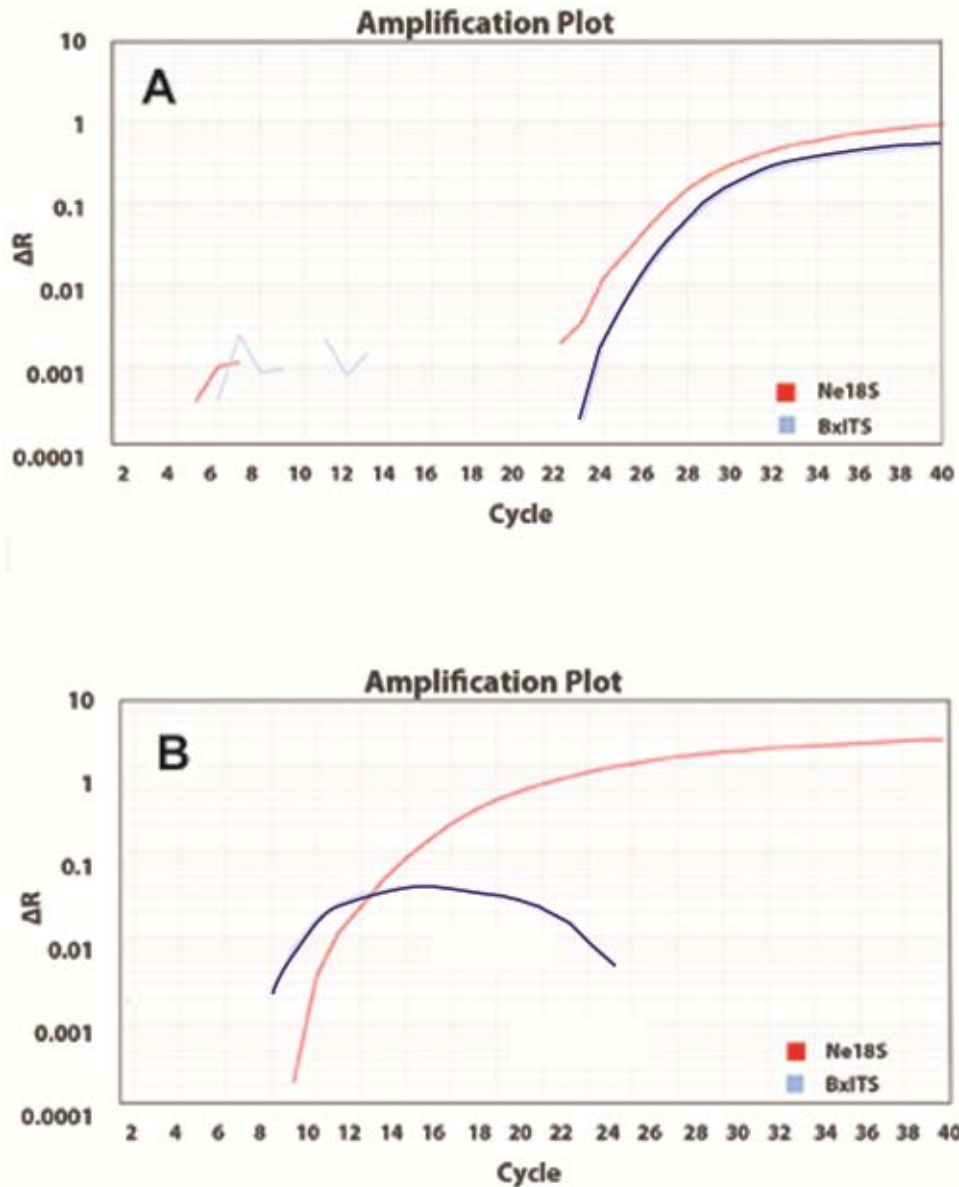 Amplification Plot
A
10
1
0.1
0.01
0.001
0.0001
ΔR
Ne18S
BxITS
2 4 6 8 10 12 14 16 18 20 22 24 26 28 30 32 34 36 38 40
Cycle
Amplification Plot
B
10
1
0.1
0.01
0.001
0.0001
ΔR
Ne18S
BxITS
2 4 6 8 10 12 14 16 18 20 22 24 26 28 30 32 34 36 38 40
Cycle